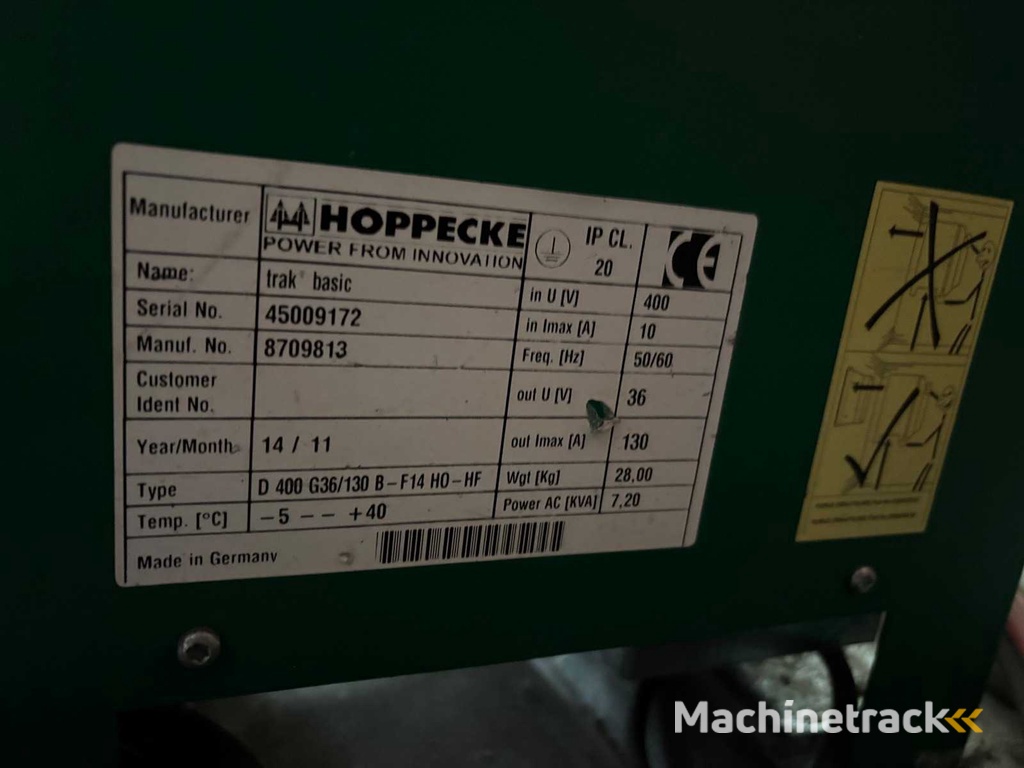 Manufacturer HOPPECKE IP CL. CE
POWER FROM INNOVATION 20
Name: trak basic in U [V] 400
Serial No. 45009172 in Imax [A] 10
Manuf. No. 8709813 Freq. [Hz] 50/60
Customer
Ident No. out U [V] 36
Year/Month 14 / 11 out Imax [A] 130
Type D 400 G36/130 B-F14 HO-HF Wgt [Kg] 28,00
Temp. [°C] -5 -- +40 Power AC [KVA] 7,20
Made in Germany
Machinetrack